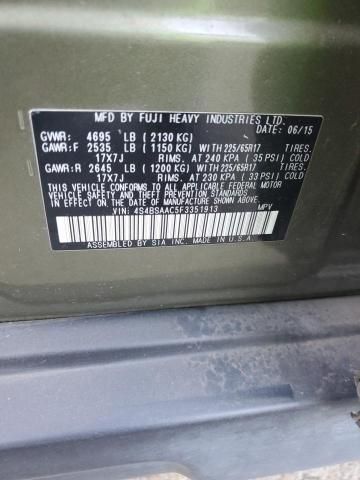 MFD BY FUJI HEAVY INDUSTRIES LTD. DATE: 06/15
GVWR: 4695 LB (2130 KG)
GAWR:F 2535 LB (1150 KG) WITH 225/65R17 TIRES.
17X7J RIMS. AT 240 KPA (35 PSI) COLD
GAWR:R 2645 LB (1200 KG) WITH 225/65R17 TIRES.
17X7J RIMS. AT 230 KPA (33 PSI) COLD
THIS VEHICLE CONFORMS TO ALL APPLICABLE FEDERAL MOTOR
VEHICLE SAFETY AND THEFT PREVENTION STANDARDS IN EFFECT
ON THE DATE OF MANUFACTURE SHOWN ABOVE.
VIN: 4S4BSAAC5F3351913 MPV
ASSEMBLED BY SIA INC. MADE IN U.S.A.